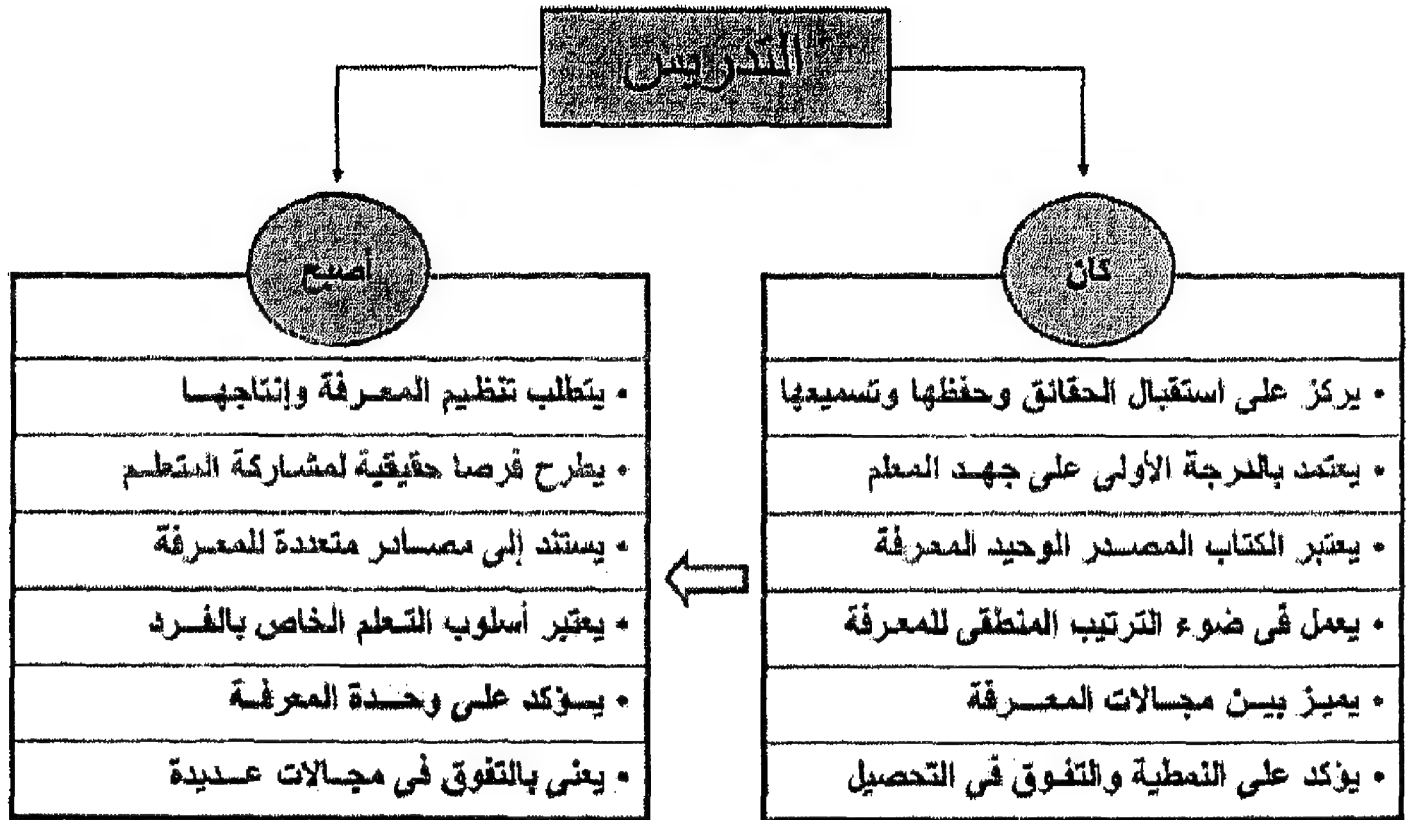 التدريس
كان
• يركز على استقبال الحقائق وحفظها وتسميعها
• يعتمد بالدرجة الأولى على جهد المعلم
• يعتبر الكتاب المصدر الوحيد المعرفة
• يعمل في ضوء الترتيب المنطقى للمعرفة
• يميز بين مجالات المعرفة
• يؤكد على النمطية والتفوق في التحصيل
أصبح
• يتطلب تنظيم المعرفة وإنتاجها
• يطرح فرصا حقيقية لمشاركة المتعلم
• يستند إلى مصادر متعددة للمعرفة
• يعتبر أسلوب التعلم الخاص بالفرد
• يؤكد على وحدة المعرفة
• يعنى بالتفوق في مجالات عديدة